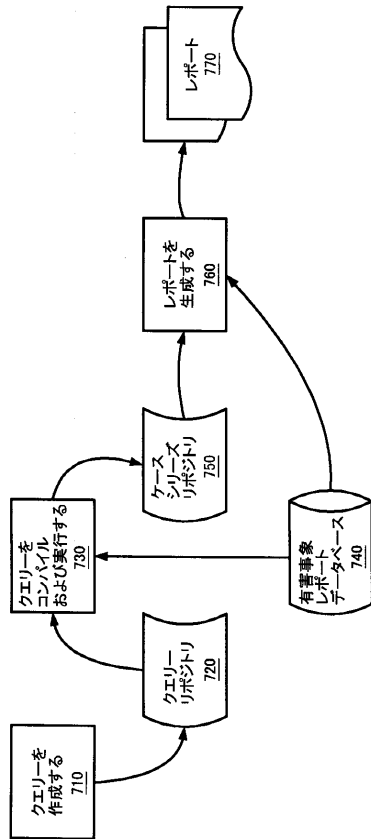 クエリーを
作成する
710
クエリー
リポジトリ
720
クエリーを
コンパイル
および実行する
730
有害事象
レポート
データベース
740
ケース
シリーズ
リポジトリ
750
レポートを
生成する
760
レポート
770